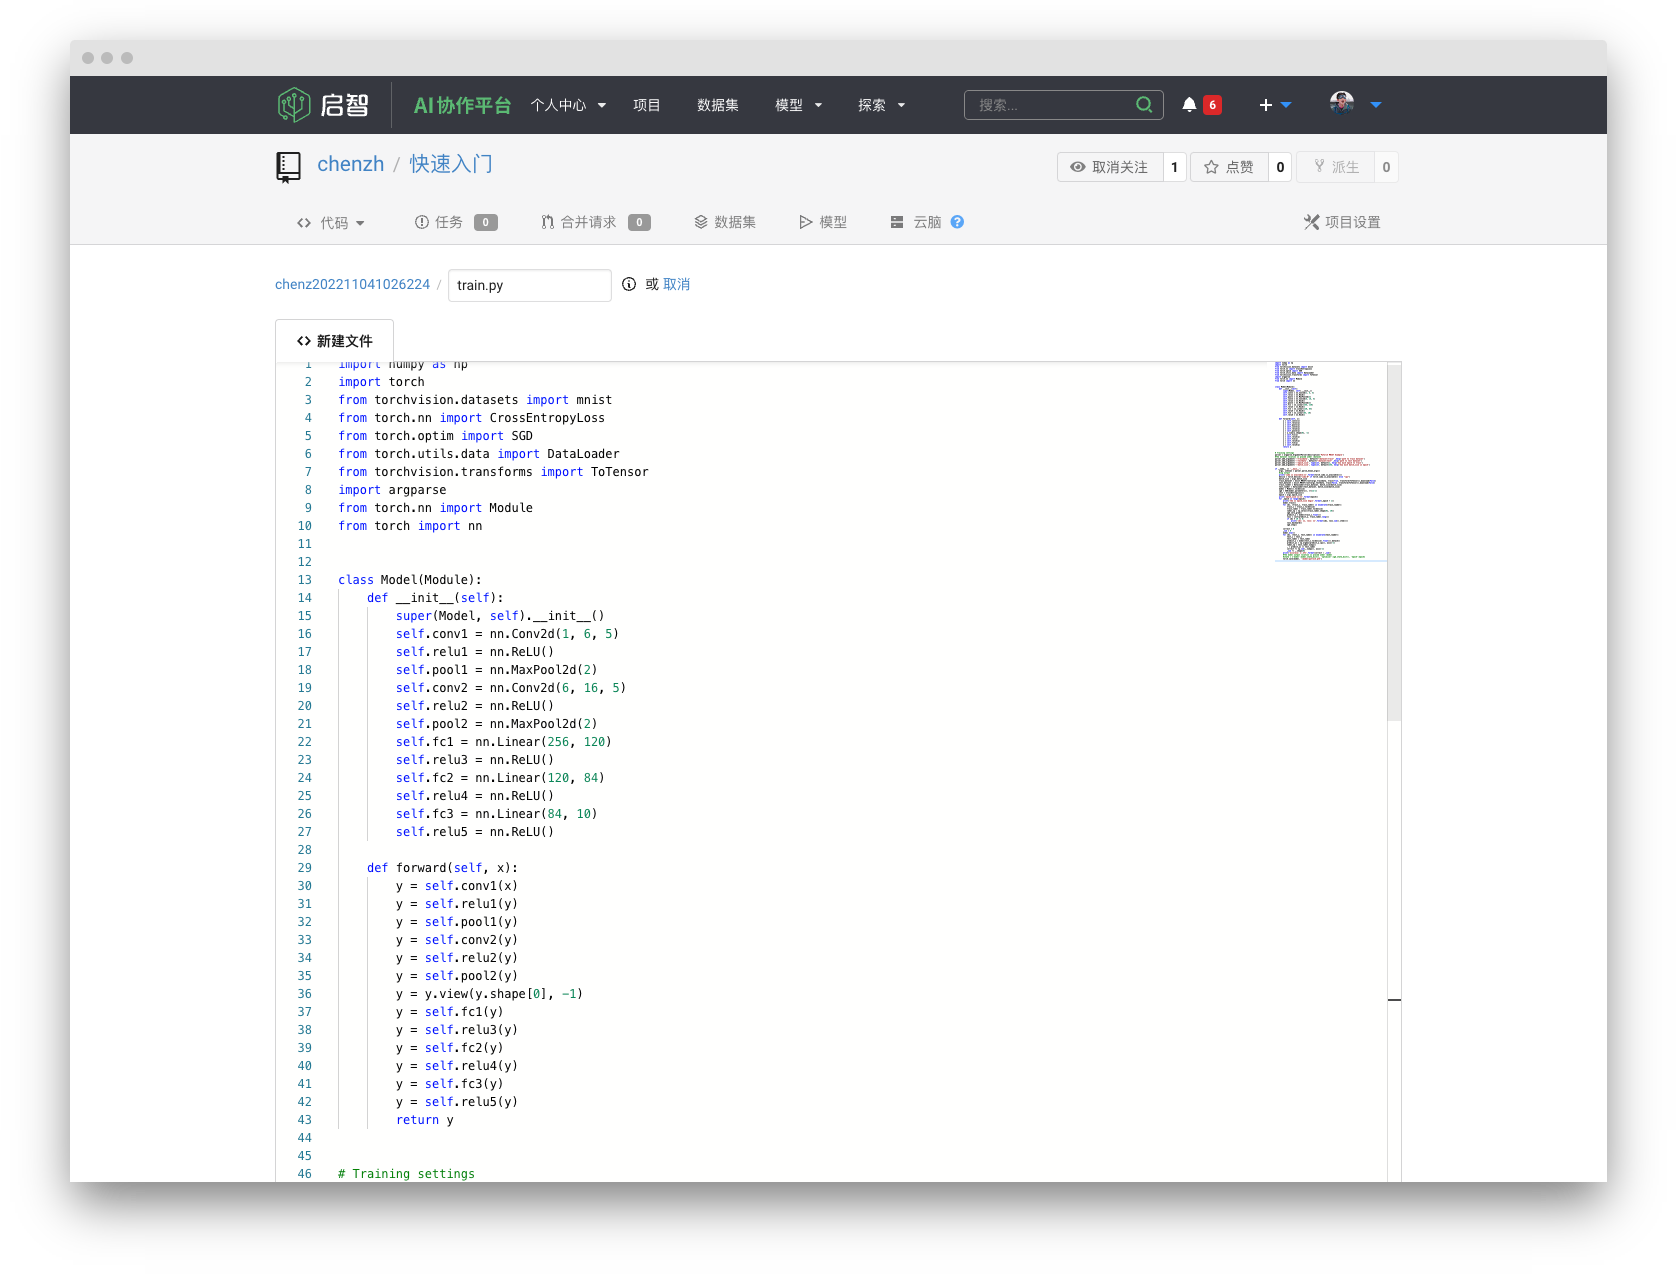 启智 AI协作平台 个人中心 项目 数据集 模型 探索 搜索... 6
chenzh / 快速入门 取消关注 1 点赞 0 派生 0
代码 任务 0 合并请求 0 数据集 模型 云脑 ? 项目设置
chenz202211041026224 / train.py 或 取消
新建文件
1 import numpy as np
2 import torch
3 from torchvision.datasets import mnist
4 from torch.nn import CrossEntropyLoss
5 from torch.optim import SGD
6 from torch.utils.data import DataLoader
7 from torchvision.transforms import ToTensor
8 import argparse
9 from torch.nn import Module
10 from torch import nn
11
12
13 class Model(Module):
14     def __init__(self):
15         super(Model, self).__init__()
16         self.conv1 = nn.Conv2d(1, 6, 5)
17         self.relu1 = nn.ReLU()
18         self.pool1 = nn.MaxPool2d(2)
19         self.conv2 = nn.Conv2d(6, 16, 5)
20         self.relu2 = nn.ReLU()
21         self.pool2 = nn.MaxPool2d(2)
22         self.fc1 = nn.Linear(256, 120)
23         self.relu3 = nn.ReLU()
24         self.fc2 = nn.Linear(120, 84)
25         self.relu4 = nn.ReLU()
26         self.fc3 = nn.Linear(84, 10)
27         self.relu5 = nn.ReLU()
28
29     def forward(self, x):
30         y = self.conv1(x)
31         y = self.relu1(y)
32         y = self.pool1(y)
33         y = self.conv2(y)
34         y = self.relu2(y)
35         y = self.pool2(y)
36         y = y.view(y.shape[0], -1)
37         y = self.fc1(y)
38         y = self.relu3(y)
39         y = self.fc2(y)
40         y = self.relu4(y)
41         y = self.fc3(y)
42         y = self.relu5(y)
43         return y
44
45
46 # Training settings